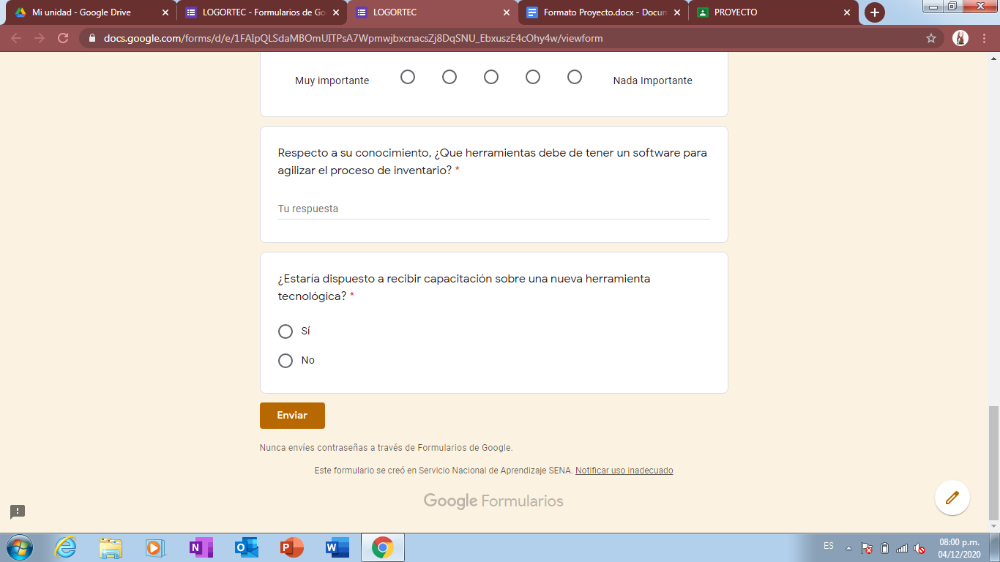 Mi unidad - Google Drive
LOGORTEC - Formularios de Go
LOGORTEC
Formato Proyecto.docx - Docun
PROYECTO
docs.google.com/forms/d/e/1FAIpQLSdaMBOmUITPsA7WpmwjbxcnacsZj8DqSNU_EbxuszE4cOhy4w/viewform
Muy importante
Nada Importante
Respecto a su conocimiento, ¿Que herramientas debe de tener un software para
agilizar el proceso de inventario? *
Tu respuesta
¿Estaría dispuesto a recibir capacitación sobre una nueva herramienta
tecnológica? *
Sí
No
Enviar
Nunca envíes contraseñas a través de Formularios de Google.
Este formulario se creó en Servicio Nacional de Aprendizaje SENA. Notificar uso inadecuado
Google Formularios
ES
08:00 p.m.
04/12/2020